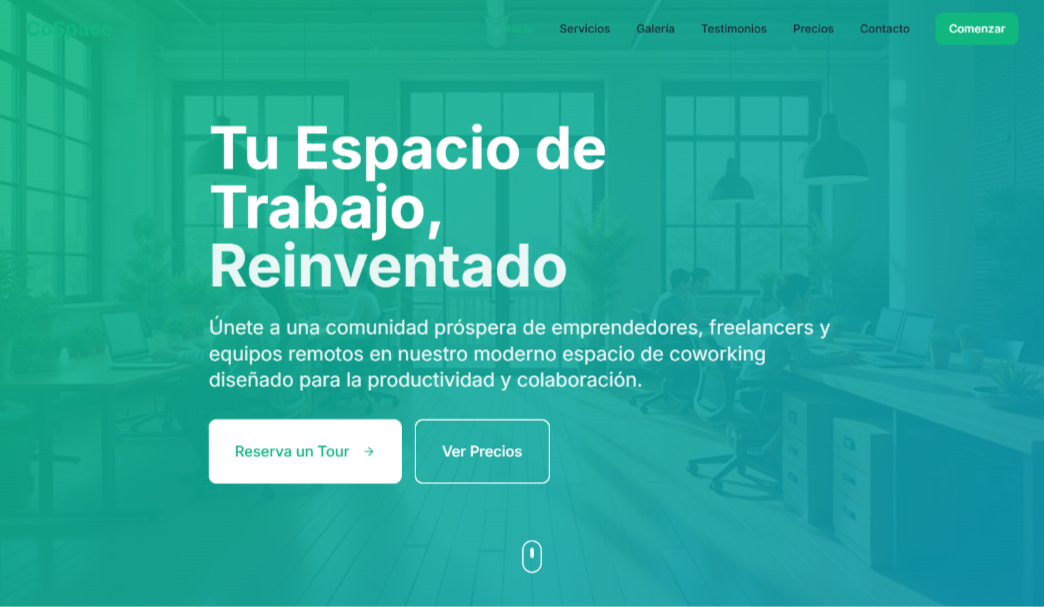 CoSpace
Inicio
Servicios
Galería
Testimonios
Precios
Contacto
Comenzar
Tu Espacio de
Trabajo,
Reinventado
Únete a una comunidad próspera de emprendedores, freelancers y
equipos remotos en nuestro moderno espacio de coworking
diseñado para la productividad y colaboración.
Reserva un Tour
Ver Precios